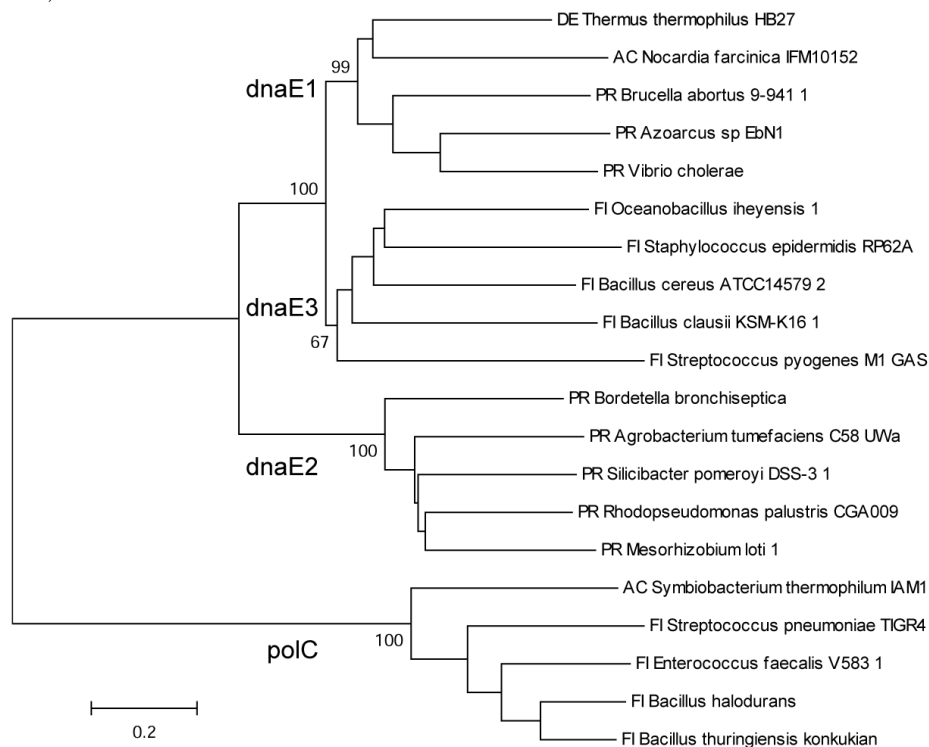 DE Thermus thermophilus HB27
AC Nocardia farcinica IFM10152
99
dnaE1
PR Brucella abortus 9-941 1
PR Azoarcus sp EbN1
PR Vibrio cholerae
100
FI Oceanobacillus iheyensis 1
FI Staphylococcus epidermidis RP62A
FI Bacillus cereus ATCC14579 2
dnaE3
FI Bacillus clausii KSM-K16 1
67
FI Streptococcus pyogenes M1 GAS
PR Bordetella bronchiseptica
PR Agrobacterium tumefaciens C58 UWa
100
dnaE2
PR Silicibacter pomeroyi DSS-3 1
PR Rhodopseudomonas palustris CGA009
PR Mesorhizobium loti 1
AC Symbiobacterium thermophilum IAM1
FI Streptococcus pneumoniae TIGR4
100
polC
FI Enterococcus faecalis V583 1
FI Bacillus halodurans
0.2
FI Bacillus thuringiensis konkukian